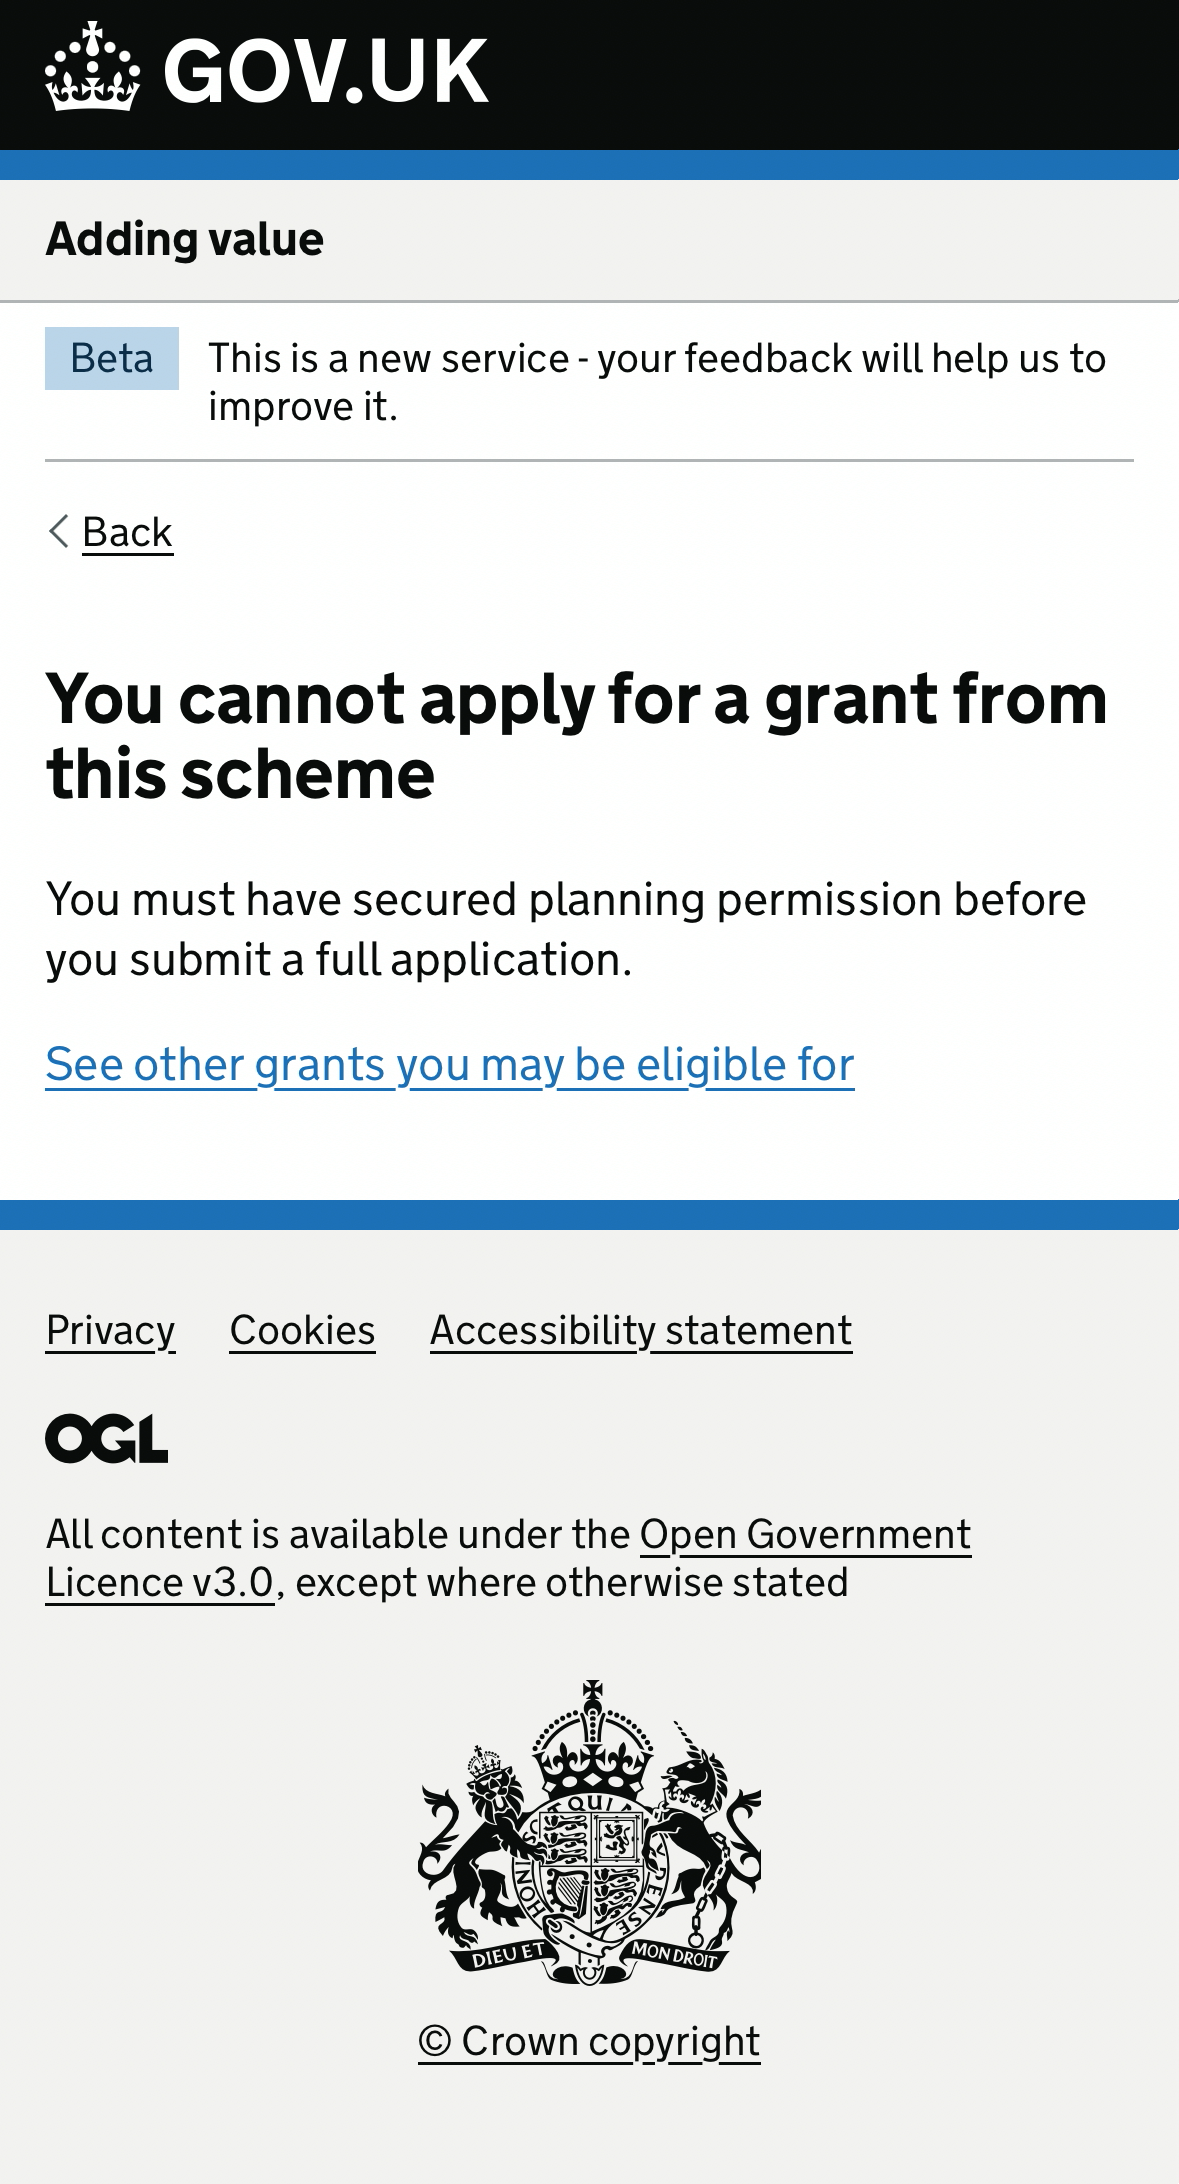 GOV.UK
Adding value
Beta
This is a new service - your feedback will help us to
improve it.
Back
You cannot apply for a grant from
this scheme
You must have secured planning permission before
you submit a full application.
See other grants you may be eligible for
Privacy Cookies Accessibility statement
OGL
All content is available under the Open Government
Licence v3.0, except where otherwise stated
HONI SOIT QUI PENSE
DIEU ET MON DROIT
© Crown copyright